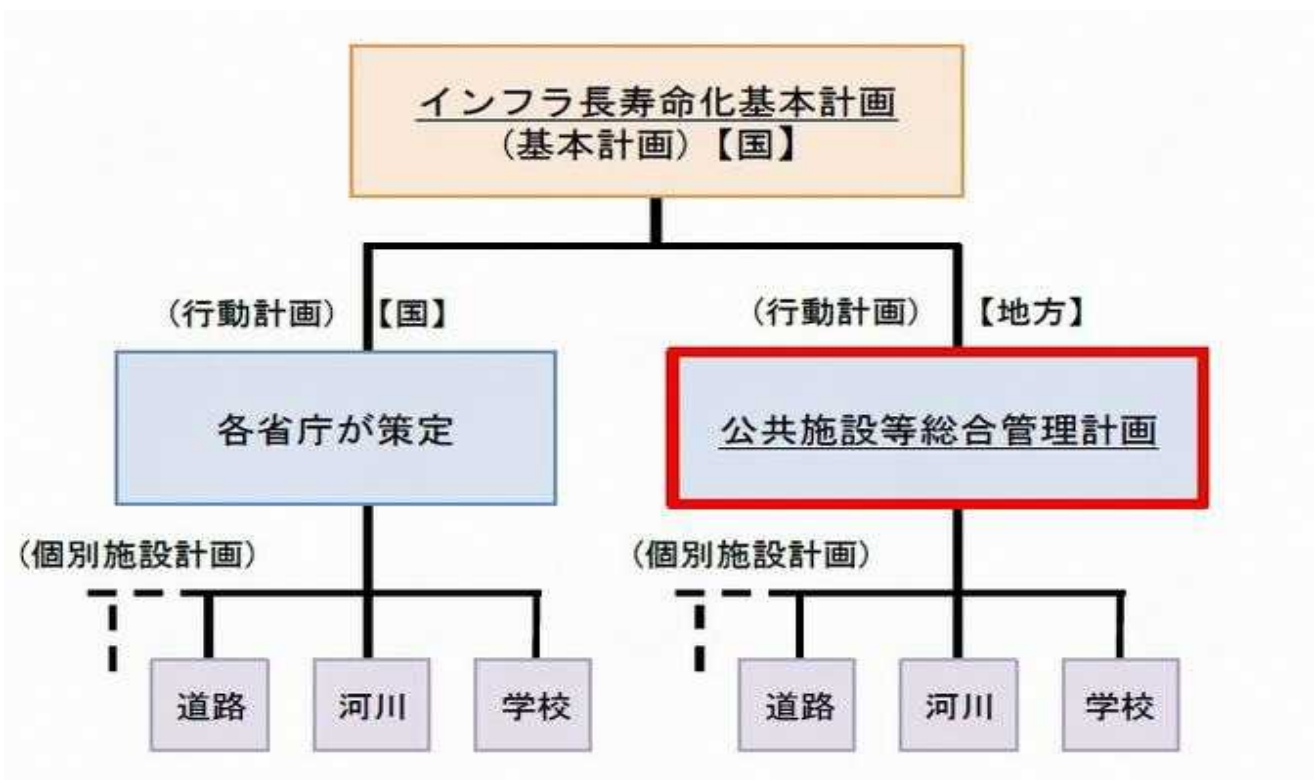 インフラ長寿命化基本計画
(基本計画)【国】
(行動計画)【国】
(行動計画)【地方】
各省庁が策定
公共施設等総合管理計画
(個別施設計画)
(個別施設計画)
道路
河川
学校
道路
河川
学校